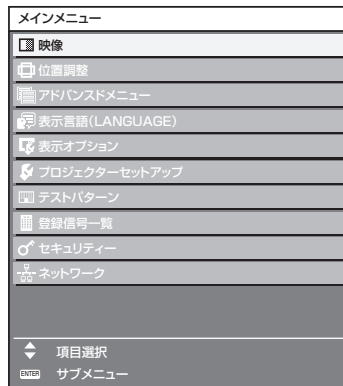 メインメニュー
映像
位置調整
アドバンスドメニュー
表示言語(LANGUAGE)
表示オプション
プロジェクターセットアップ
テストパターン
登録信号一覧
セキュリティー
ネットワーク
項目選択
ENTER サブメニュー